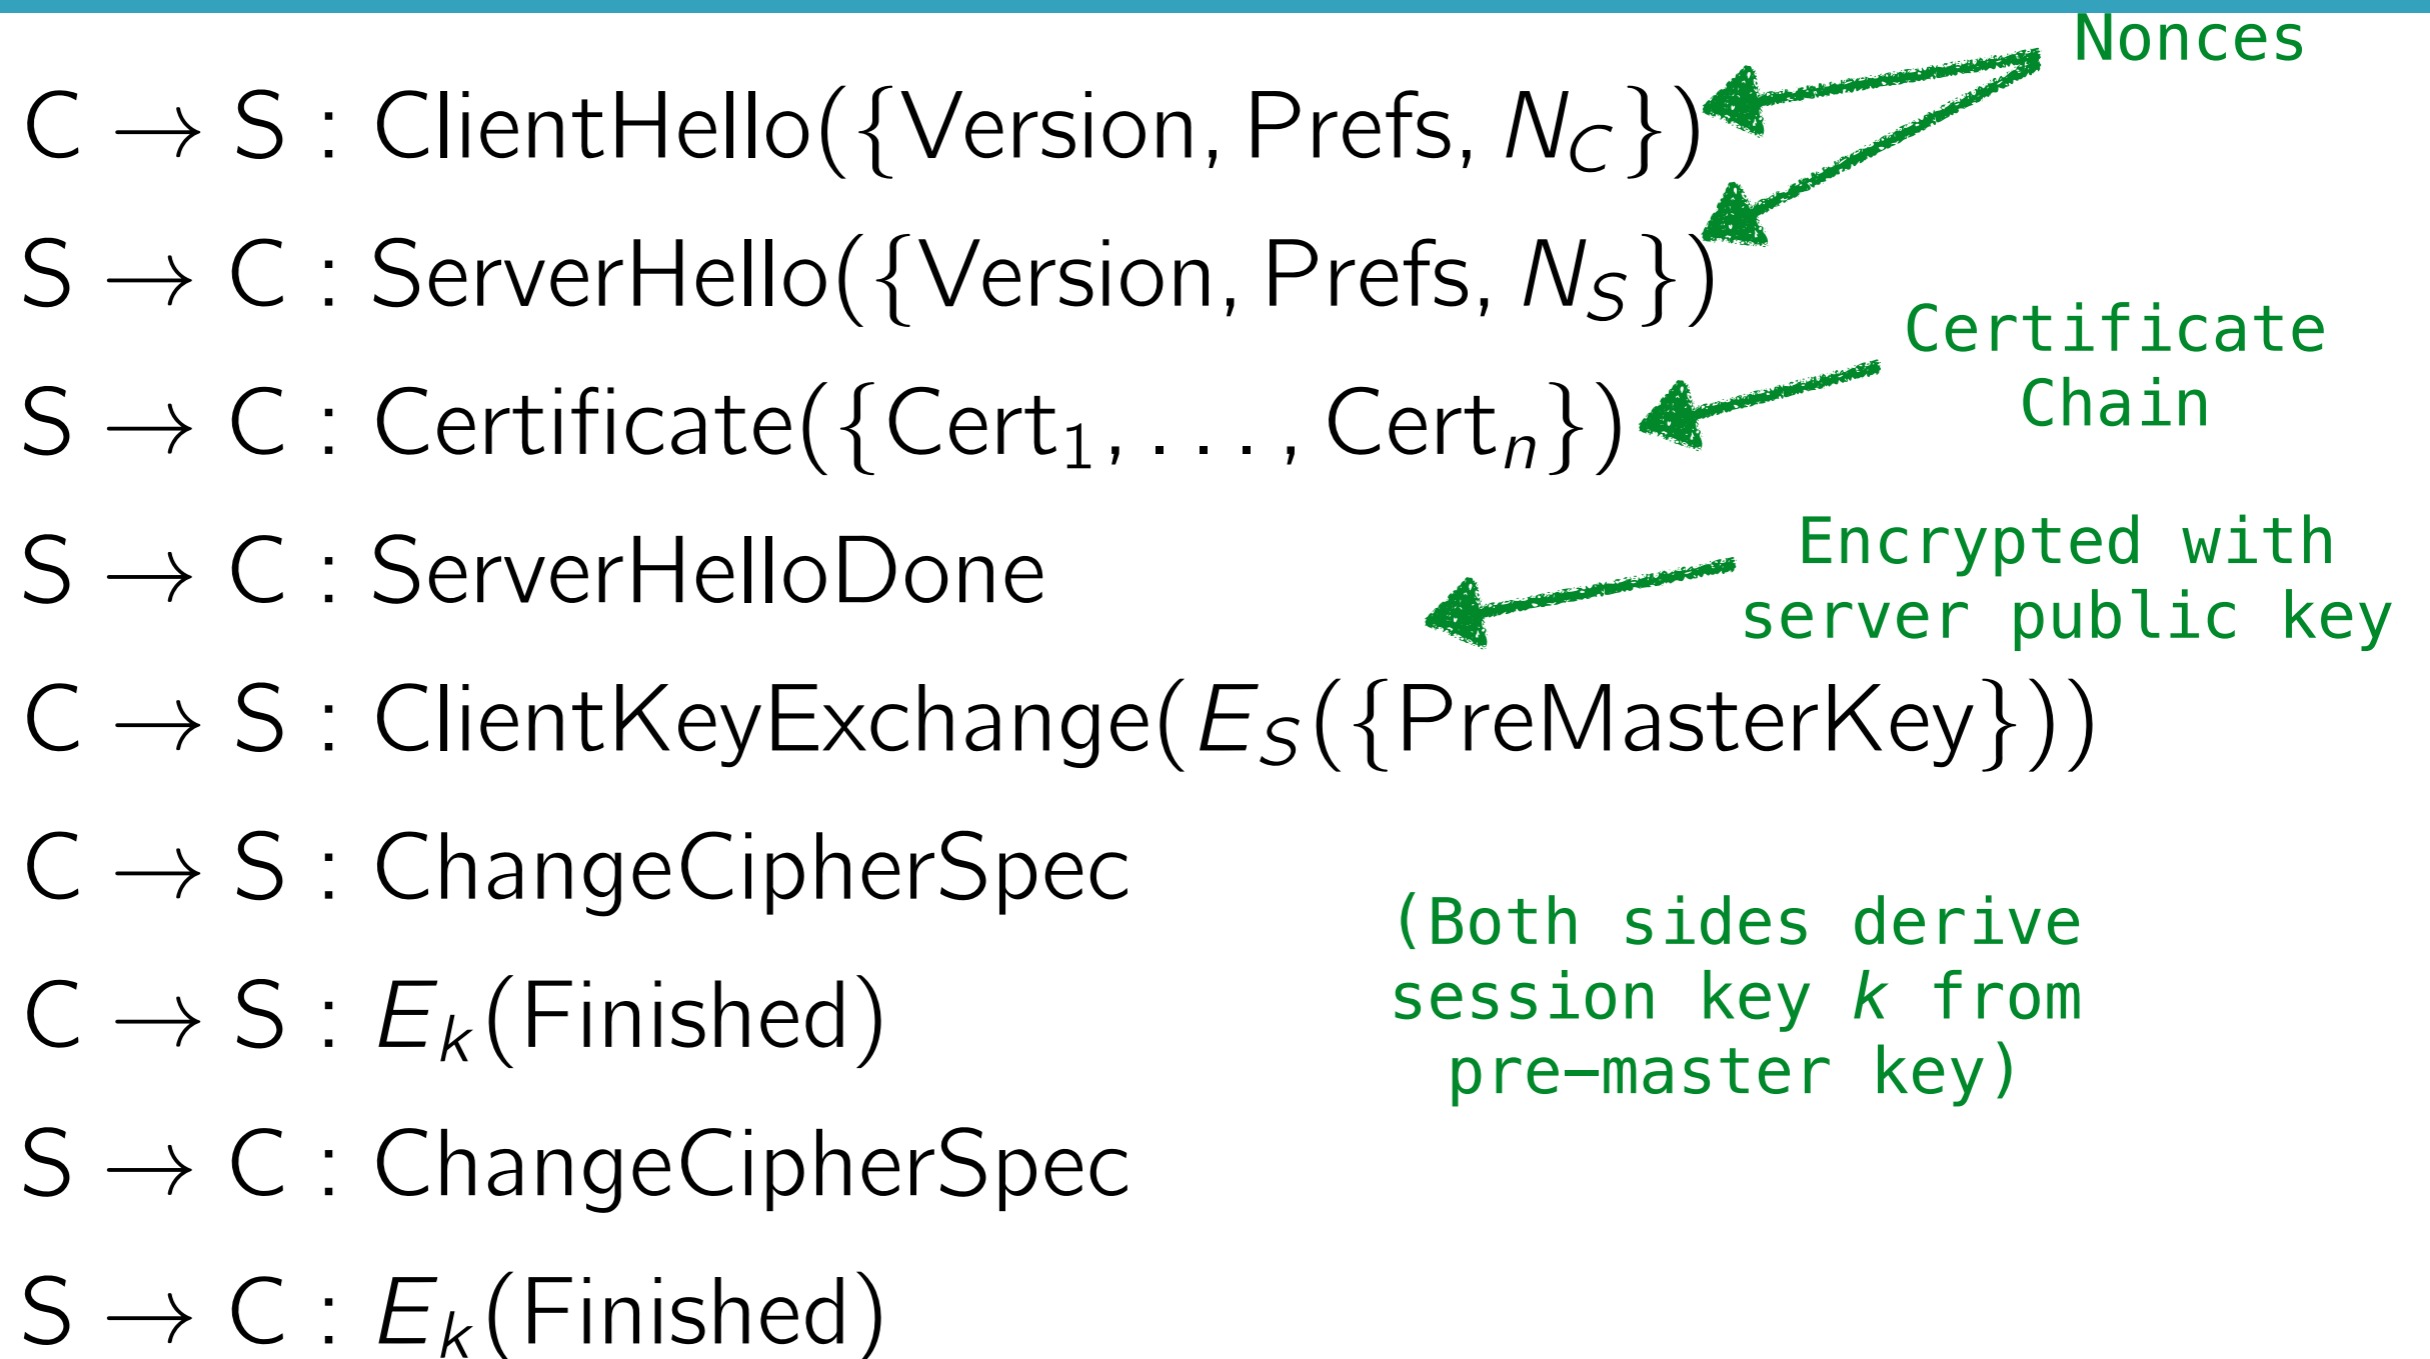 Nonces
C → S : ClientHello({Version, Prefs, N_C})
S → C : ServerHello({Version, Prefs, N_S})
Certificate
Chain
S → C : Certificate({Cert_1, . . . , Cert_n})
Encrypted with
server public key
S → C : ServerHelloDone
C → S : ClientKeyExchange(E_S({PreMasterKey}))
C → S : ChangeCipherSpec
(Both sides derive
session key k from
pre-master key)
C → S : E_k(Finished)
S → C : ChangeCipherSpec
S → C : E_k(Finished)